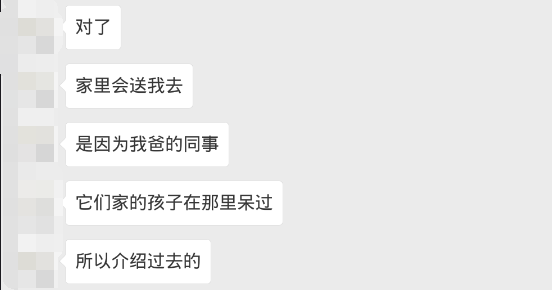 对了
家里会送我去
是因为我爸的同事
它们家的孩子在那里呆过
所以介绍过去的